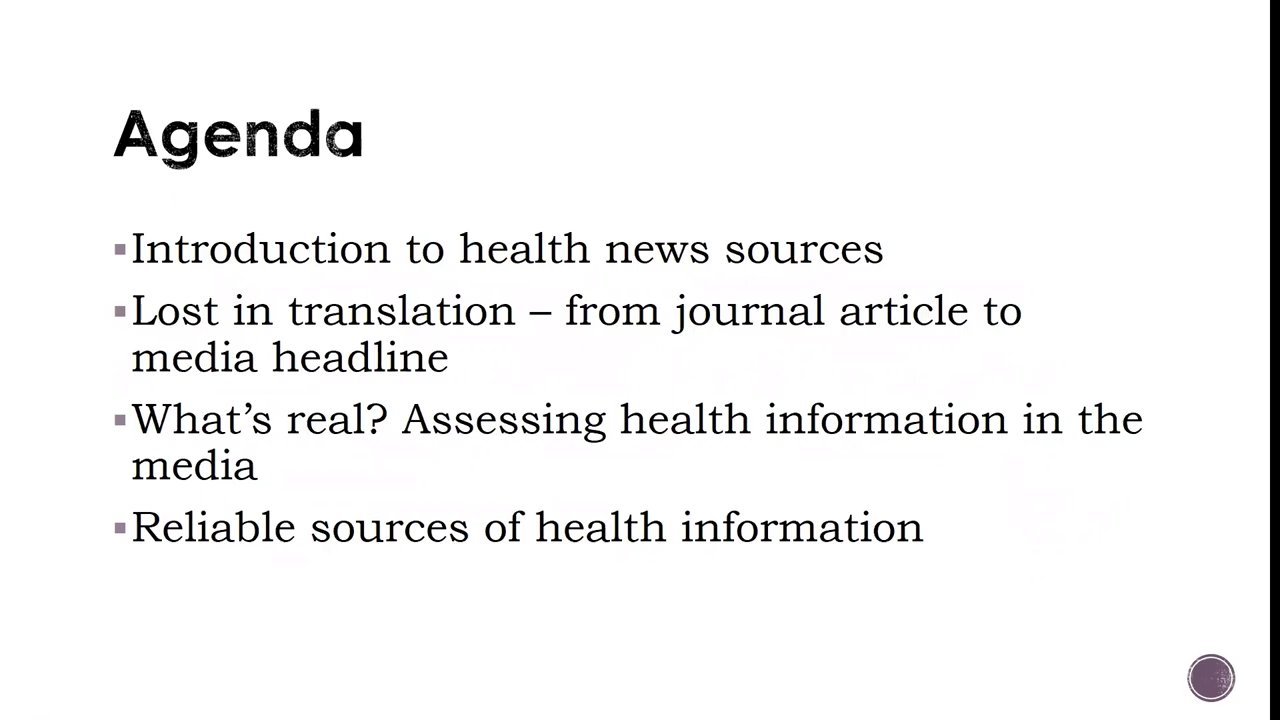 Agenda
▪Introduction to health news sources
▪Lost in translation – from journal article to
media headline
▪What’s real? Assessing health information in the
media
▪Reliable sources of health information